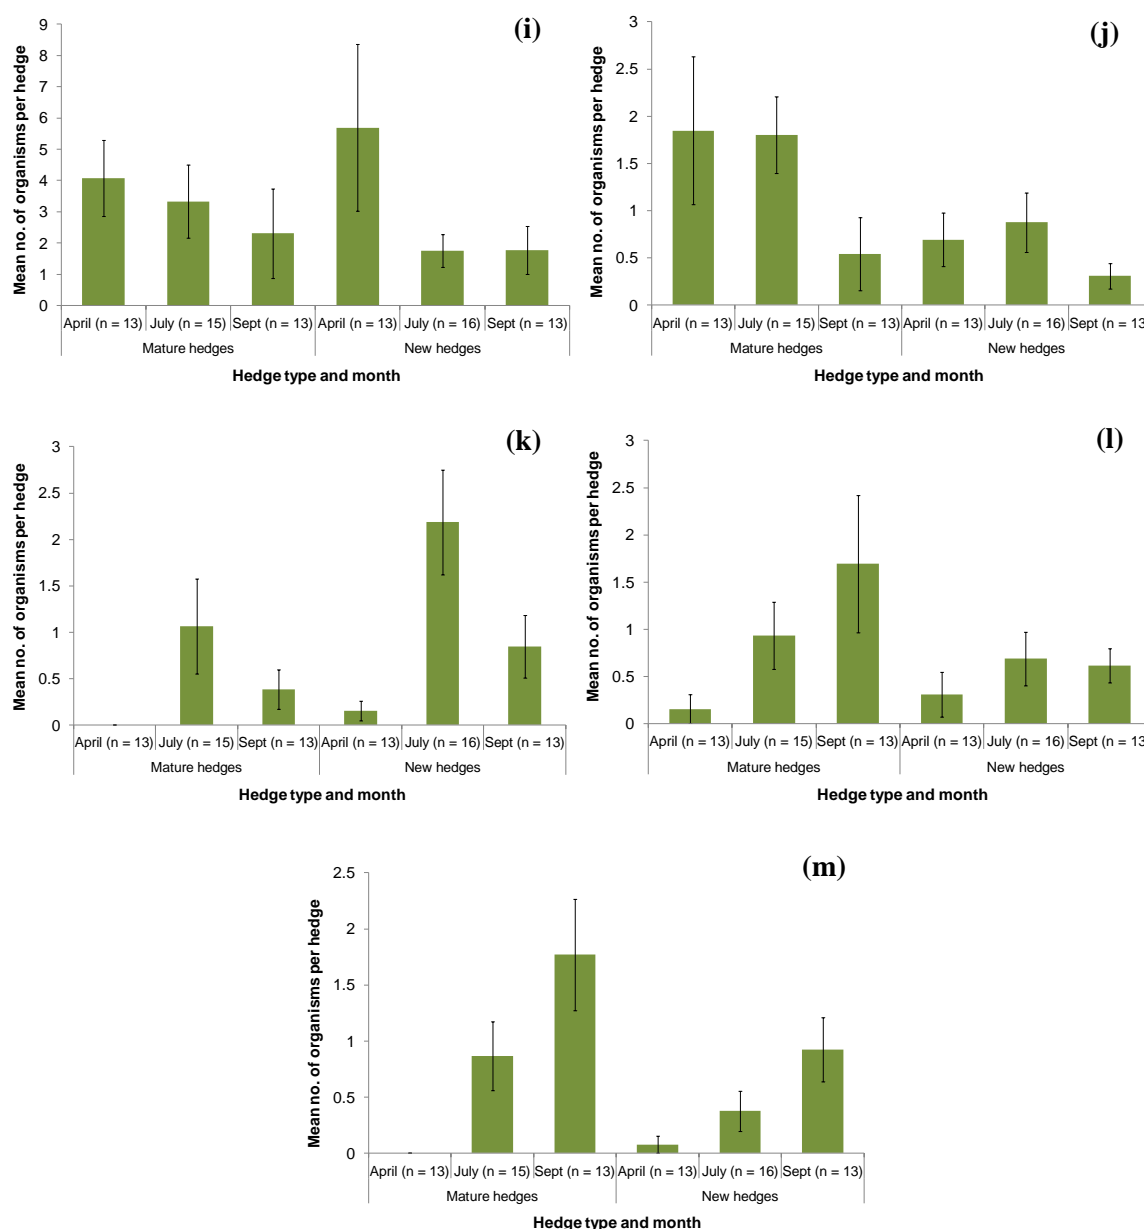 (i)
Mean no. of organisms per hedge
9
8
7
6
5
4
3
2
1
0
April (n = 13) July (n = 15) Sept (n = 13) April (n = 13) July (n = 16) Sept (n = 13)
Mature hedges New hedges
Hedge type and month
(j)
Mean no. of organisms per hedge
3
2.5
2
1.5
1
0.5
0
April (n = 13) July (n = 15) Sept (n = 13) April (n = 13) July (n = 16) Sept (n = 13
Mature hedges New hedges
Hedge type and month
(k)
Mean no. of organisms per hedge
3
2.5
2
1.5
1
0.5
0
April (n = 13) July (n = 15) Sept (n = 13) April (n = 13) July (n = 16) Sept (n = 13)
Mature hedges New hedges
Hedge type and month
(l)
Mean no. of organisms per hedge
3
2.5
2
1.5
1
0.5
0
April (n = 13) July (n = 15) Sept (n = 13) April (n = 13) July (n = 16) Sept (n = 13
Mature hedges New hedges
Hedge type and month
(m)
Mean no. of organisms per hedge
2.5
2
1.5
1
0.5
0
April (n = 13) July (n = 15) Sept (n = 13) April (n = 13) July (n = 16) Sept (n = 13)
Mature hedges New hedges
Hedge type and month